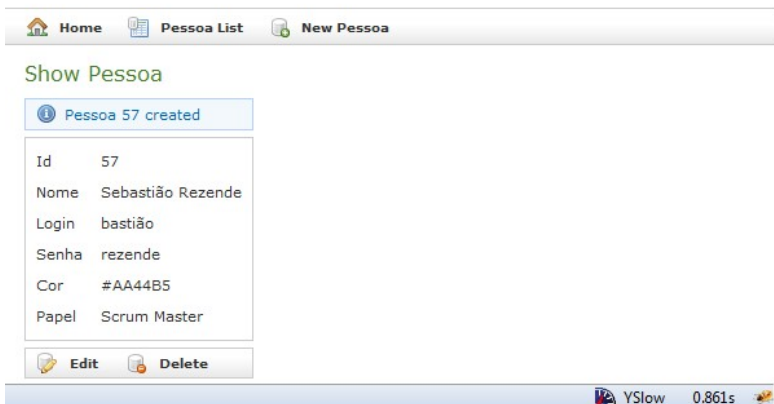 Home Pessoa List New Pessoa
Show Pessoa
Pessoa 57 created
Id 57
Nome Sebastião Rezende
Login bastião
Senha rezende
Cor #AA44B5
Papel Scrum Master
Edit Delete
YSlow 0.861s